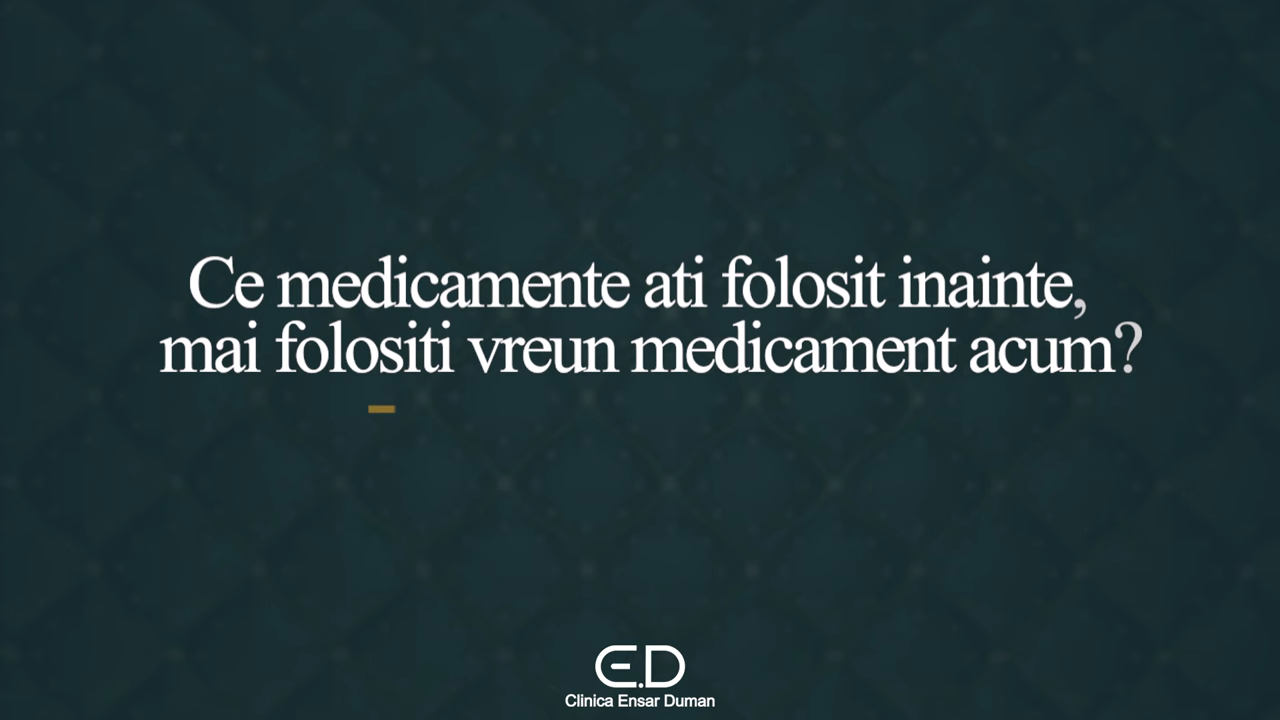 Ce medicamente ati folosit inainte,
mai folositi vreun medicament acum?
E.D
Clinica Ensar Duman